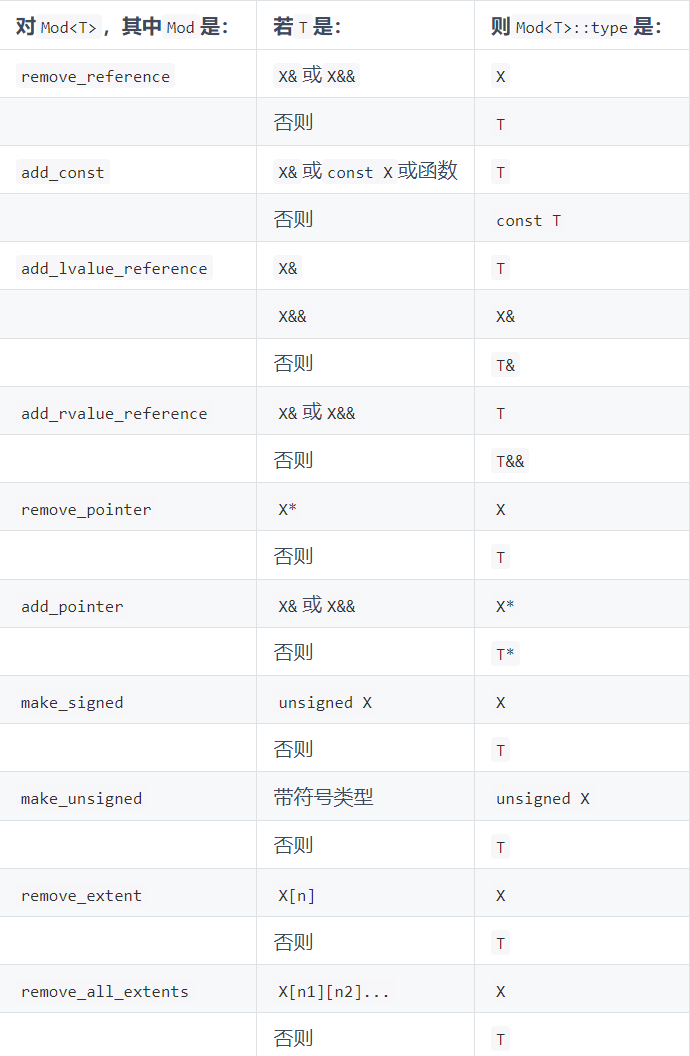 对 Mod<T>，其中 Mod 是： 若 T 是： 则 Mod<T>::type 是：
remove_reference X& 或 X&& X
否则 T
add_const X& 或 const X 或函数 T
否则 const T
add_lvalue_reference X& T
X&& X&
否则 T&
add_rvalue_reference X& 或 X&& T
否则 T&&
remove_pointer X* X
否则 T
add_pointer X& 或 X&& X*
否则 T*
make_signed unsigned X X
否则 T
make_unsigned 带符号类型 unsigned X
否则 T
remove_extent X[n] X
否则 T
remove_all_extents X[n1][n2]... X
否则 T